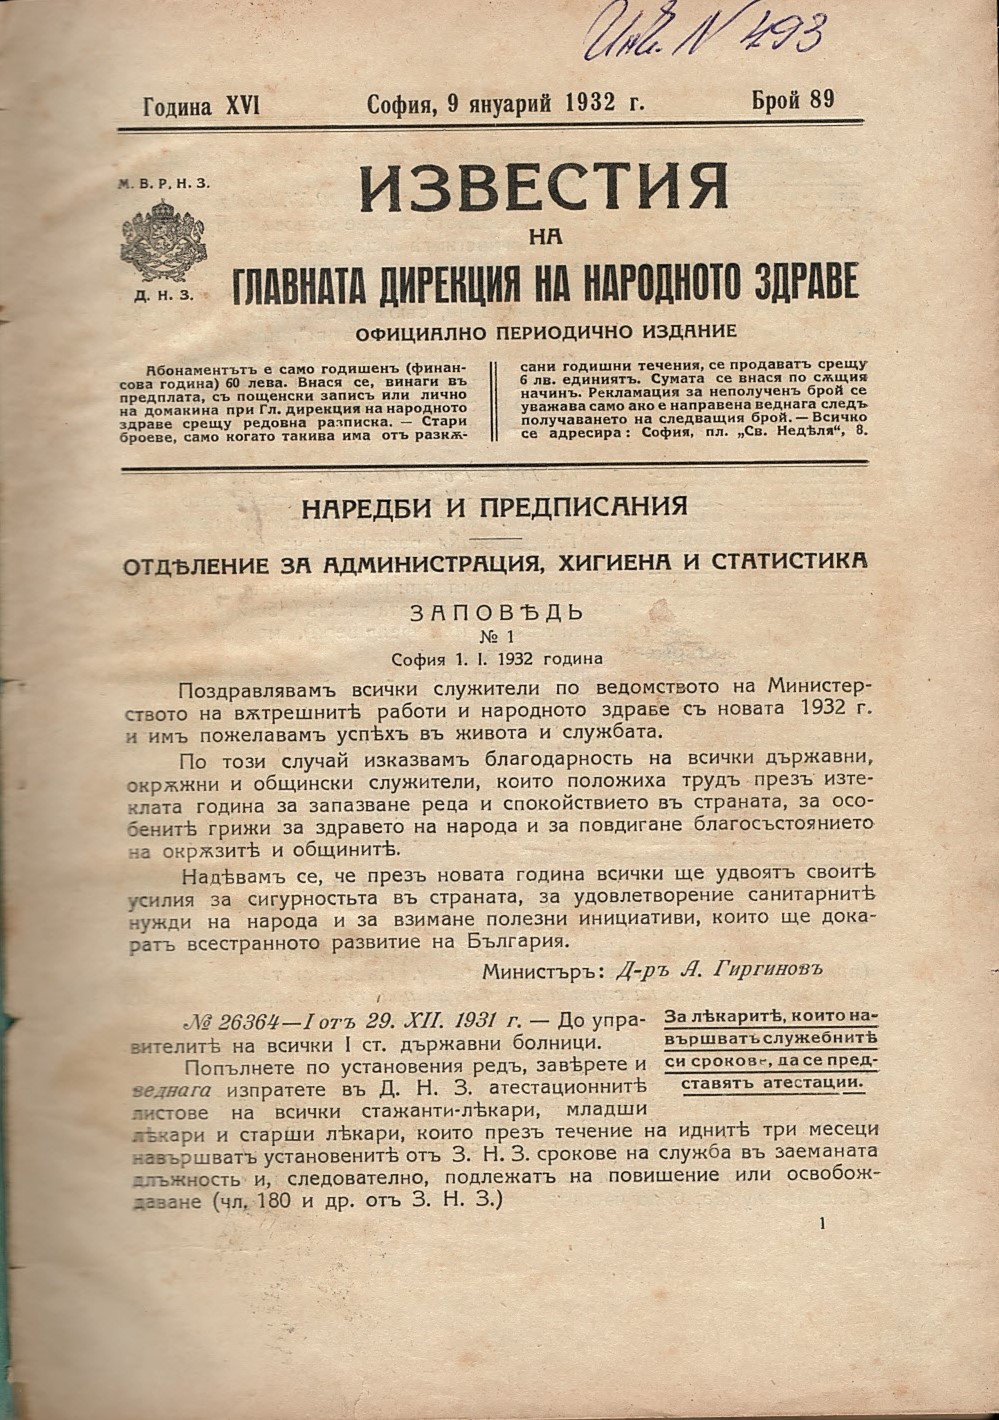 Инв. N 493
Година XVI
София, 9 януарий 1932 г.
Брой 89
М. В. Р. Н. З.
Д. Н. З.
ИЗВЕСТИЯ
НА
ГЛАВНАТА ДИРЕКЦИЯ НА НАРОДНОТО ЗДРАВЕ
ОФИЦИАЛНО ПЕРИОДИЧНО ИЗДАНИЕ
Абонаментътъ е само годишенъ (финан-
сова година) 60 лева. Внася се, винаги въ
предплата, съ пощенски записъ или лично
на домакина при Гл. дирекция на народното
здраве срещу редовна разписка. — Стари
броеве, само когато такива има отъ разкѫ-
сани годишни течения, се продаватъ срещу
6 лв. единиятъ. Сумата се внася по сѫщия
начинъ. Рекламация за неполученъ брой се
уважава само ако е направена веднага следъ
получаването на следващия брой. — Всичко
се адресира: София, пл. „Св. Недѣля“, 8.
НАРЕДБИ И ПРЕДПИСАНИЯ
ОТДѢЛЕНИЕ ЗА АДМИНИСТРАЦИЯ, ХИГИЕНА И СТАТИСТИКА
ЗАПОВѢДЬ
№ 1
София 1. I. 1932 година
Поздравлявамъ всички служители по ведомството на Министер-
ството на вѫтрешнитѣ работи и народното здраве съ новата 1932 г.
и имъ пожелавамъ успѣхъ въ живота и службата.
По този случай изказвамъ благодарность на всички държавни,
окрѫжни и общински служители, които положиха трудъ презъ изте-
клата година за запазване реда и спокойствието въ страната, за осо-
бенитѣ грижи за здравето на народа и за повдигане благосъстоянието
на окрѫзитѣ и общинитѣ.
Надѣвамъ се, че презъ новата година всички ще удвоятъ своитѣ
усилия за сигурностьта въ страната, за удовлетворение санитарнитѣ
нужди на народа и за взимане полезни инициативи, които ще дока-
ратъ всестранното развитие на България.
Министъръ: Д-ръ А. Гиргиновъ
№ 26364—I отъ 29. XII. 1931 г. — До упра-
вителитѣ на всички I ст. държавни болници.
За лѣкаритѣ, които на-
вършватъ служебнитѣ
си срокове, да се пред-
ставятъ атестации.
Попълнете по установения редъ, завѣрете и
веднага изпратете въ Д. Н. З. атестационнитѣ
листове на всички стажанти-лѣкари, младши
лѣкари и старши лѣкари, които презъ течение на иднитѣ три месеци
навършватъ установенитѣ отъ З. Н. З. срокове на служба въ заеманата
длъжность и, следователно, подлежатъ на повишение или освобож-
даване (чл. 180 и др. отъ З. Н. З.)
1